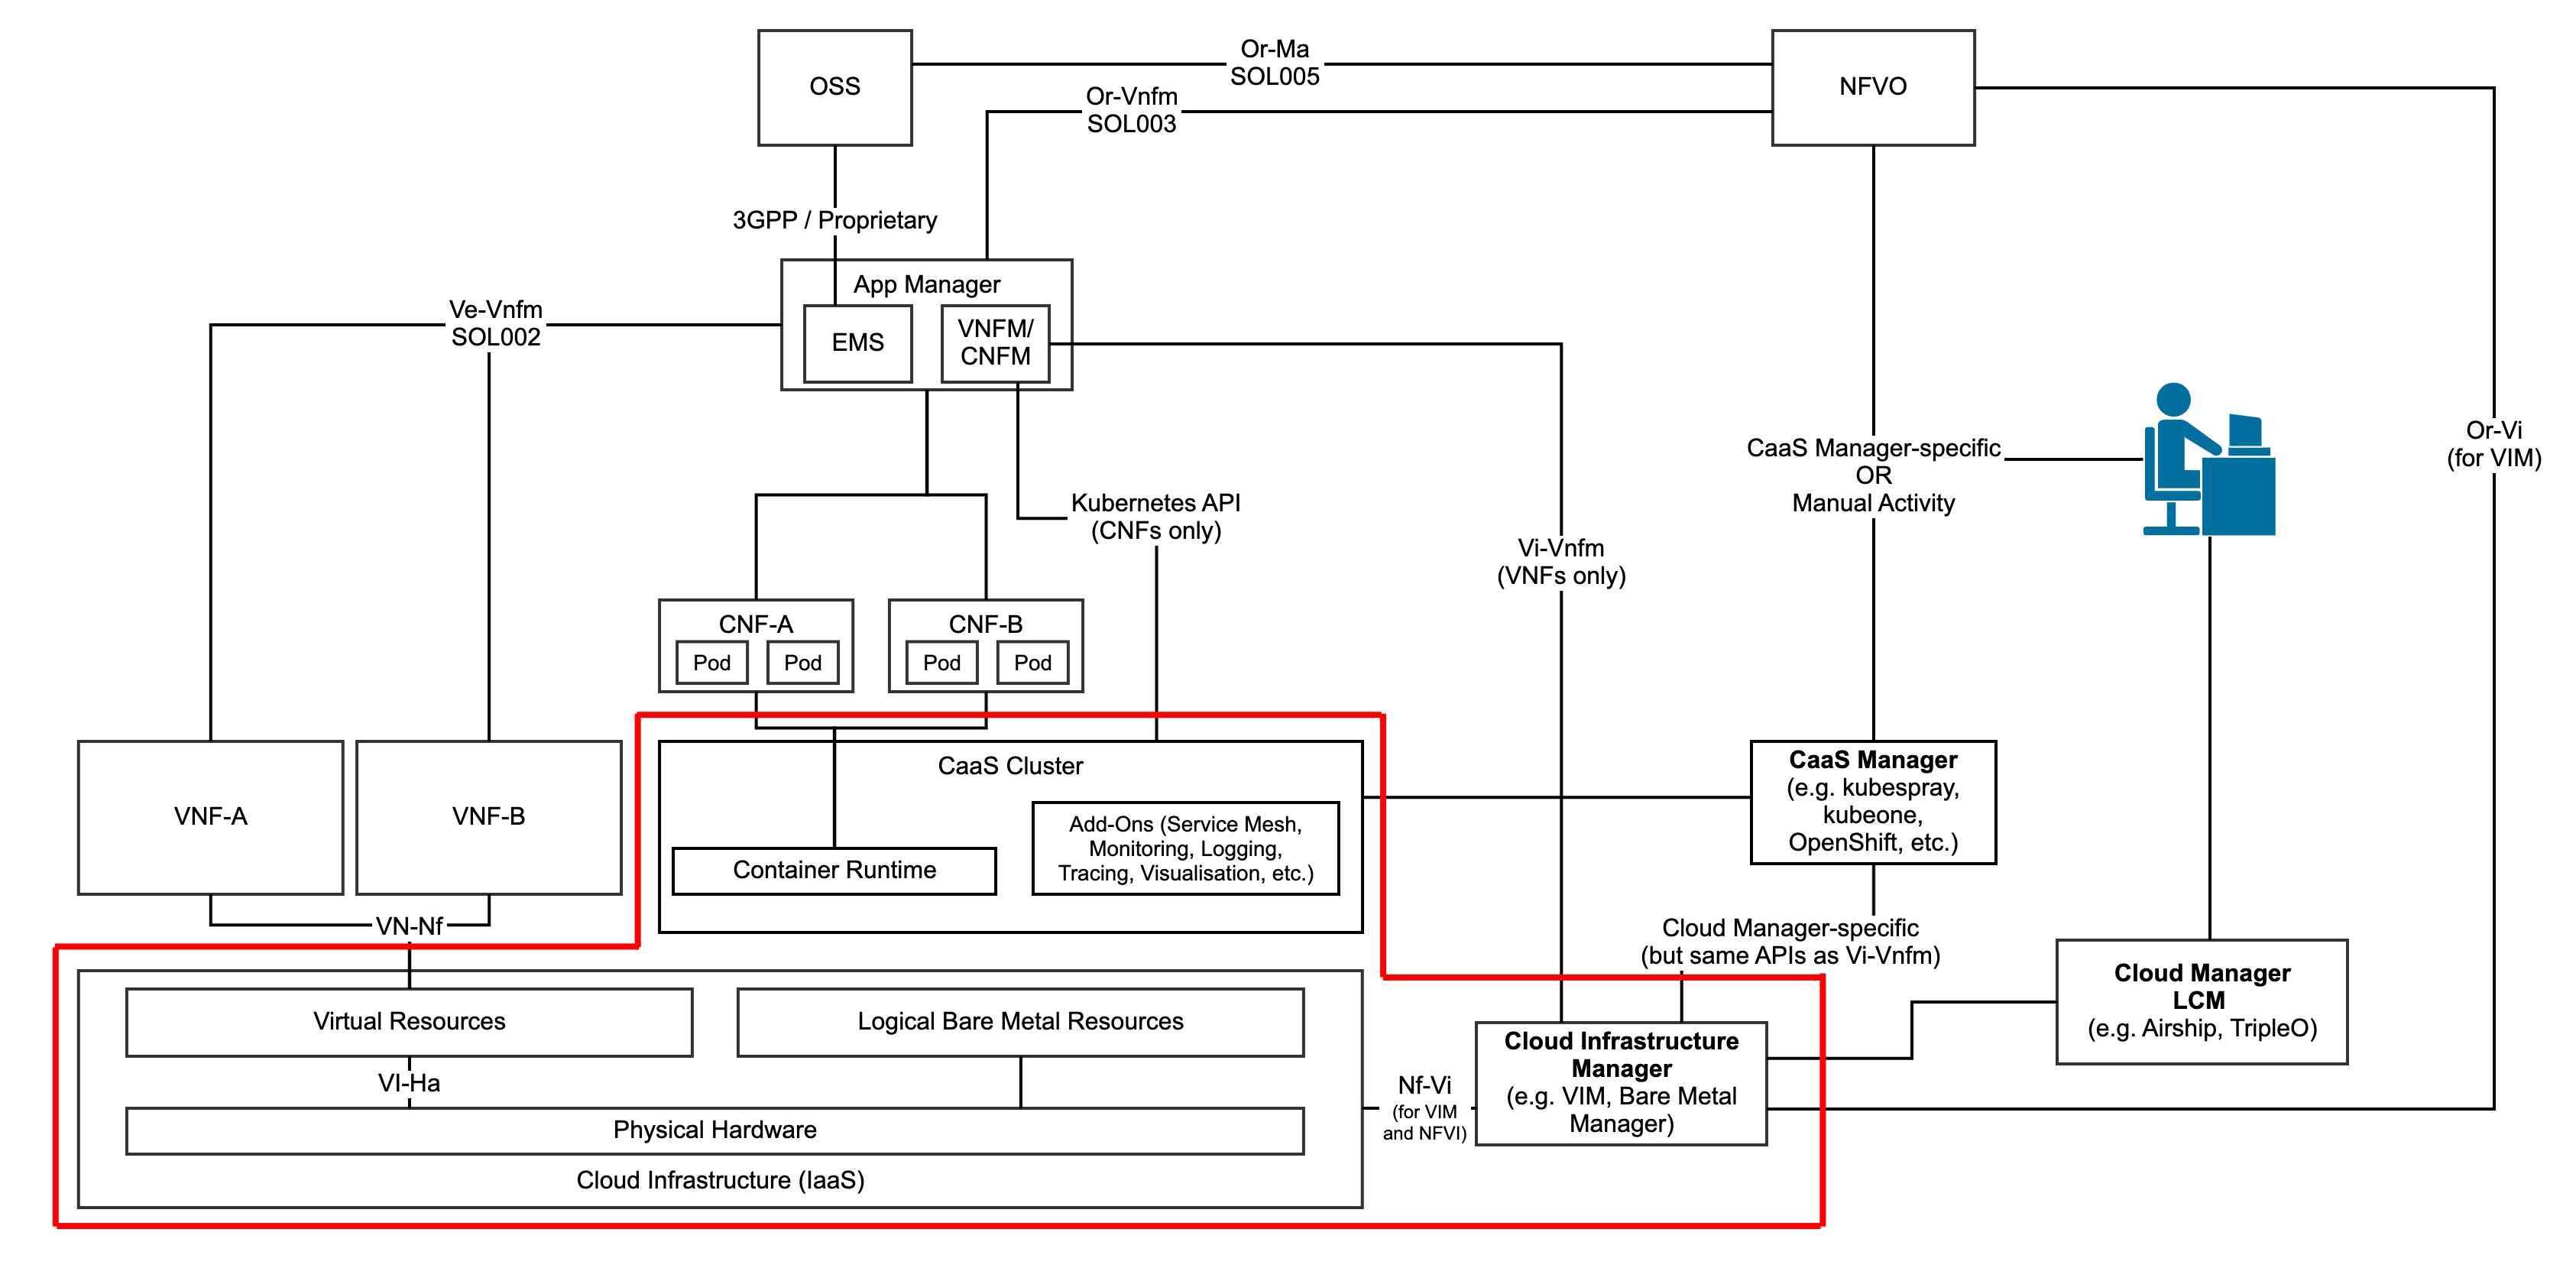 OSS
Or-Ma
SOL005
NFVO
Or-Vnfm
SOL003
3GPP / Proprietary
App Manager
EMS
VNFM/
CNFM
Ve-Vnfm
SOL002
CaaS Manager-specific
OR
Manual Activity
Or-Vi
(for VIM)
Kubernetes API
(CNFs only)
Vi-Vnfm
(VNFs only)
CNF-A
Pod
Pod
CNF-B
Pod
Pod
VNF-A
VNF-B
CaaS Cluster
Container Runtime
Add-Ons (Service Mesh,
Monitoring, Logging,
Tracing, Visualisation, etc.)
CaaS Manager
(e.g. kubespray,
kubeone,
OpenShift, etc.)
VN-Nf
Cloud Manager-specific
(but same APIs as Vi-Vnfm)
Cloud Manager
LCM
(e.g. Airship, TripleO)
Virtual Resources
Logical Bare Metal Resources
VI-Ha
Physical Hardware
Cloud Infrastructure (IaaS)
Nf-Vi
(for VIM
and NFVI)
Cloud Infrastructure
Manager
(e.g. VIM, Bare Metal
Manager)